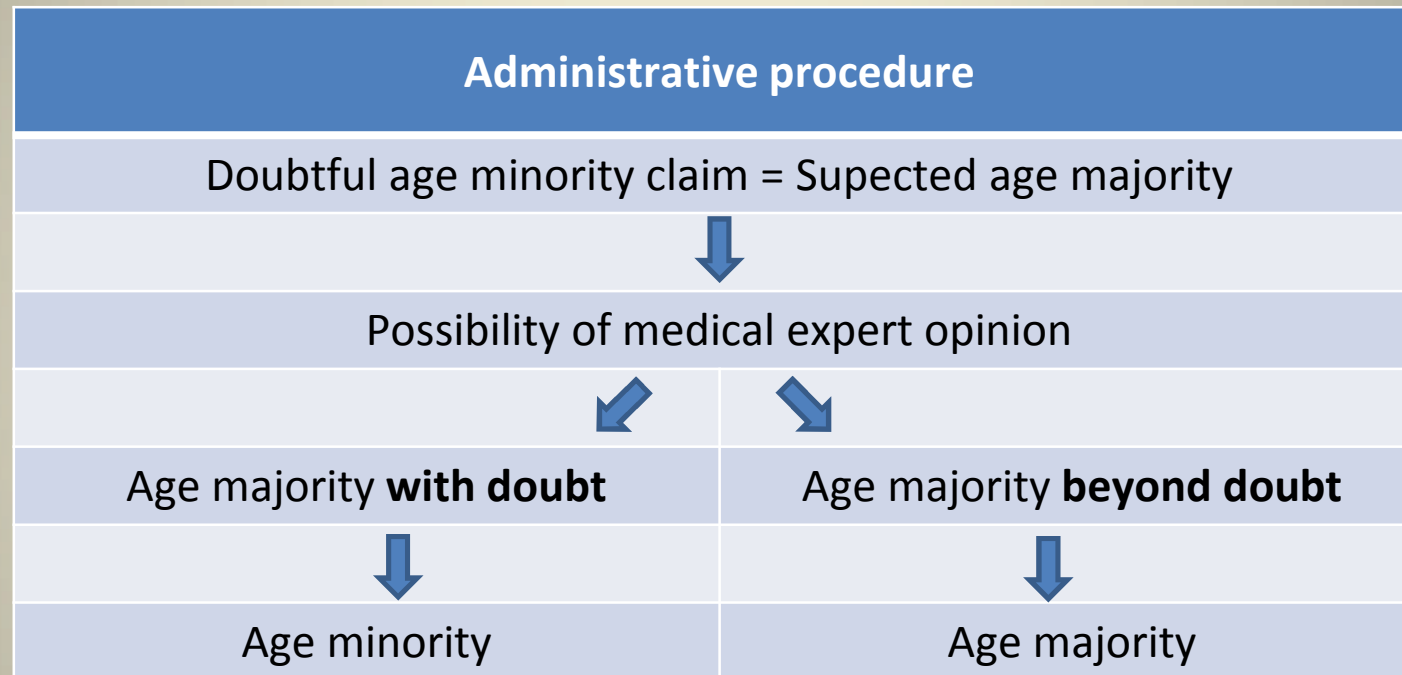 Administrative procedure
Doubtful age minority claim = Supected age majority
Possibility of medical expert opinion
Age majority with doubt
Age majority beyond doubt
Age minority
Age majority